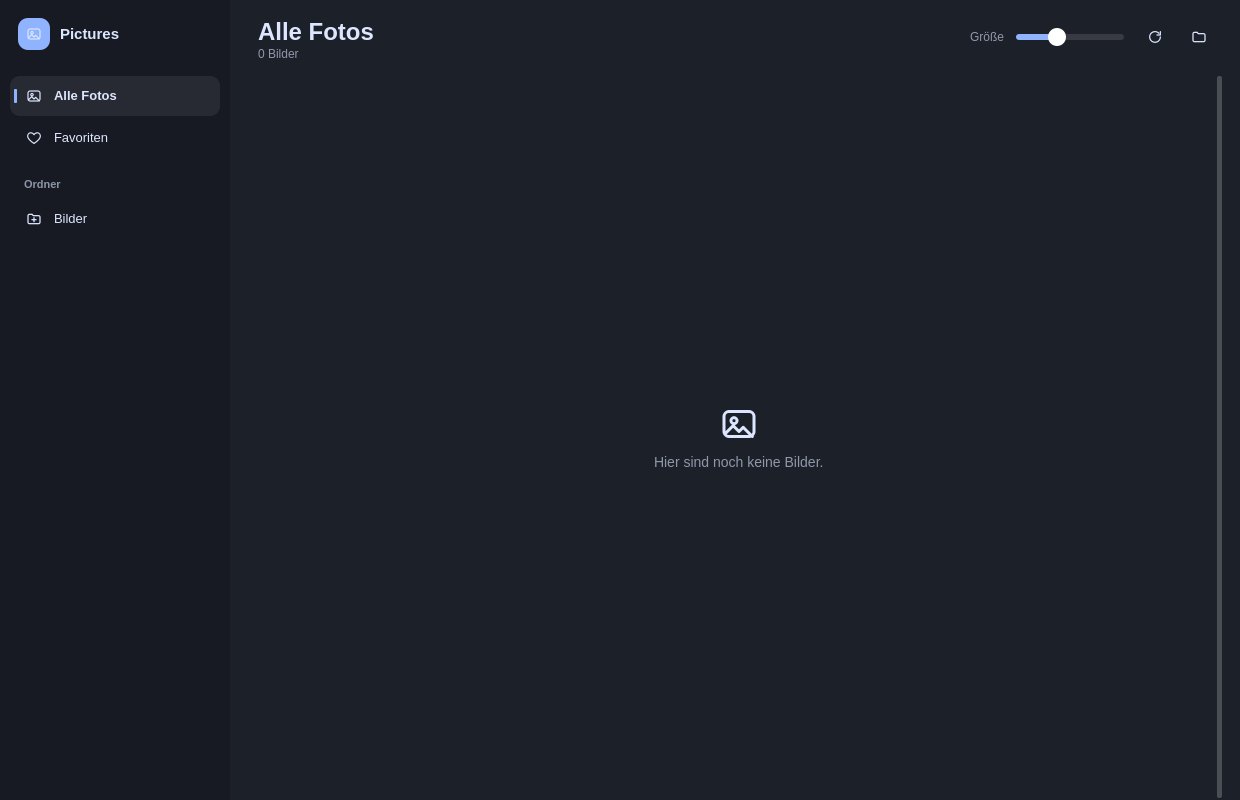 Pictures
Alle Fotos
Favoriten
Ordner
Bilder
Alle Fotos
0 Bilder
Größe
Hier sind noch keine Bilder.